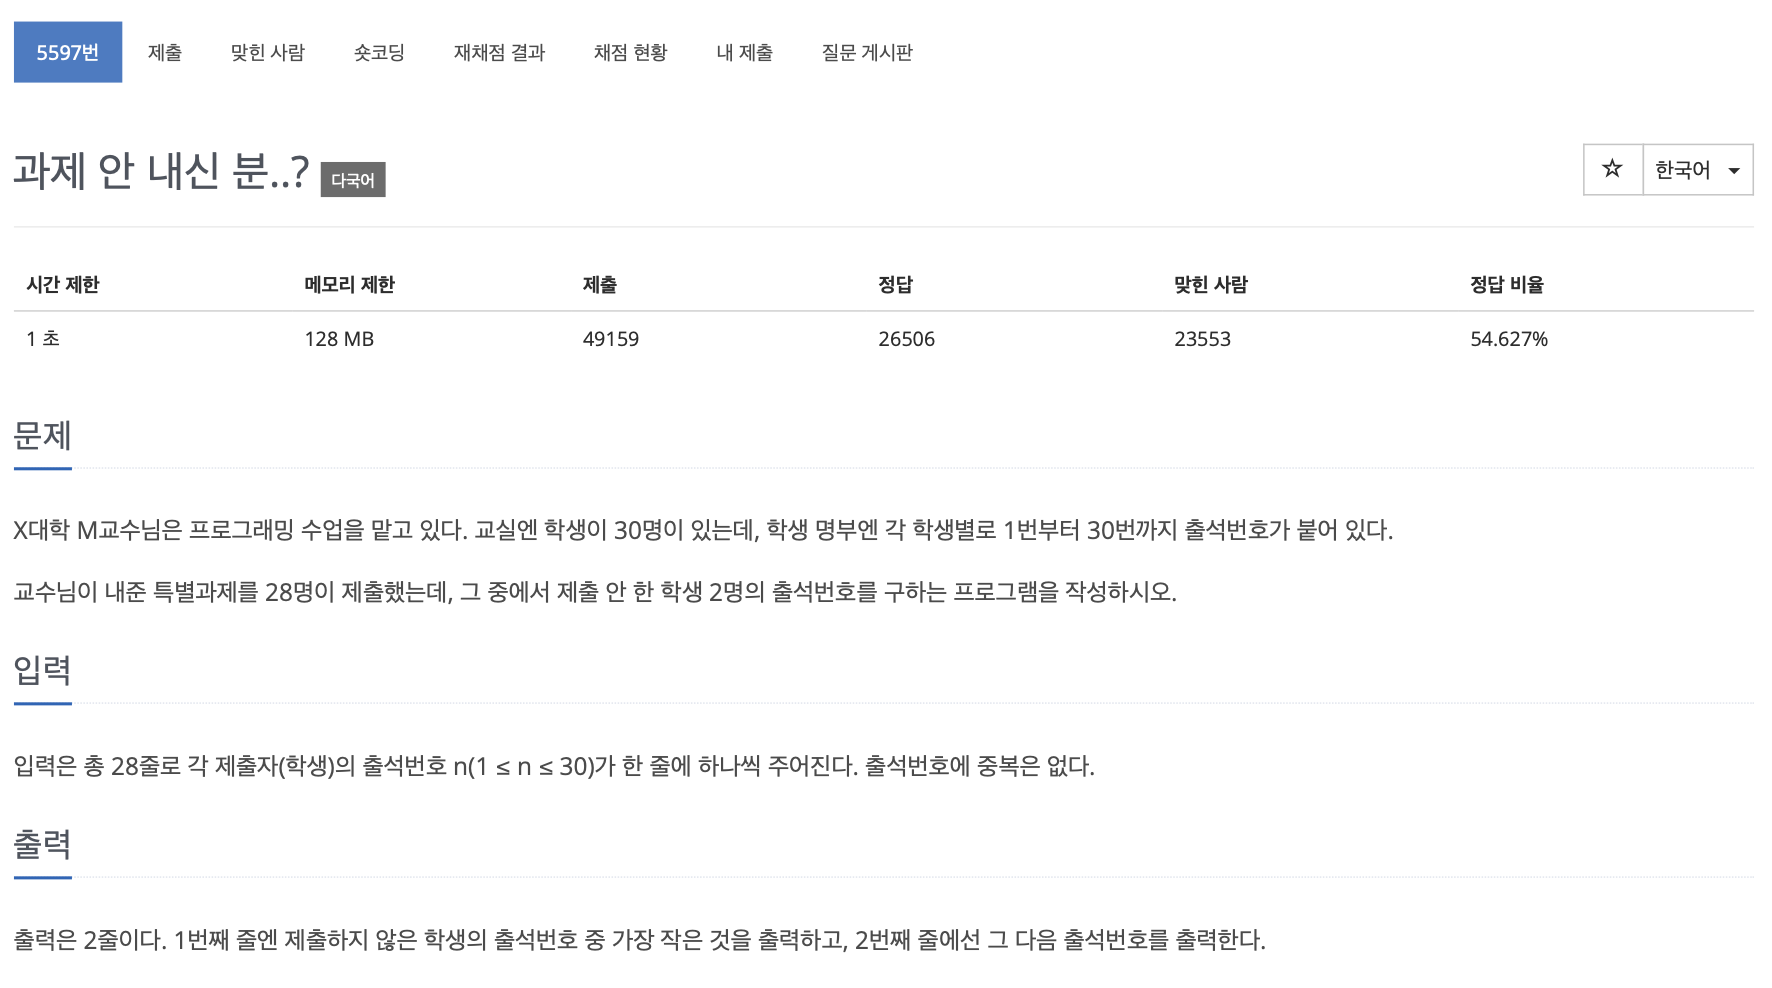 5597번 제출 맞힌 사람 숏코딩 재채점 결과 채점 현황 내 제출 질문 게시판
과제 안 내신 분..? 다국어 ☆ 한국어
시간 제한 메모리 제한 제출 정답 맞힌 사람 정답 비율
1 초 128 MB 49159 26506 23553 54.627%
문제
X대학 M교수님은 프로그래밍 수업을 맡고 있다. 교실엔 학생이 30명이 있는데, 학생 명부엔 각 학생별로 1번부터 30번까지 출석번호가 붙어 있다.
교수님이 내준 특별과제를 28명이 제출했는데, 그 중에서 제출 안 한 학생 2명의 출석번호를 구하는 프로그램을 작성하시오.
입력
입력은 총 28줄로 각 제출자(학생)의 출석번호 n(1 ≤ n ≤ 30)가 한 줄에 하나씩 주어진다. 출석번호에 중복은 없다.
출력
출력은 2줄이다. 1번째 줄엔 제출하지 않은 학생의 출석번호 중 가장 작은 것을 출력하고, 2번째 줄에선 그 다음 출석번호를 출력한다.